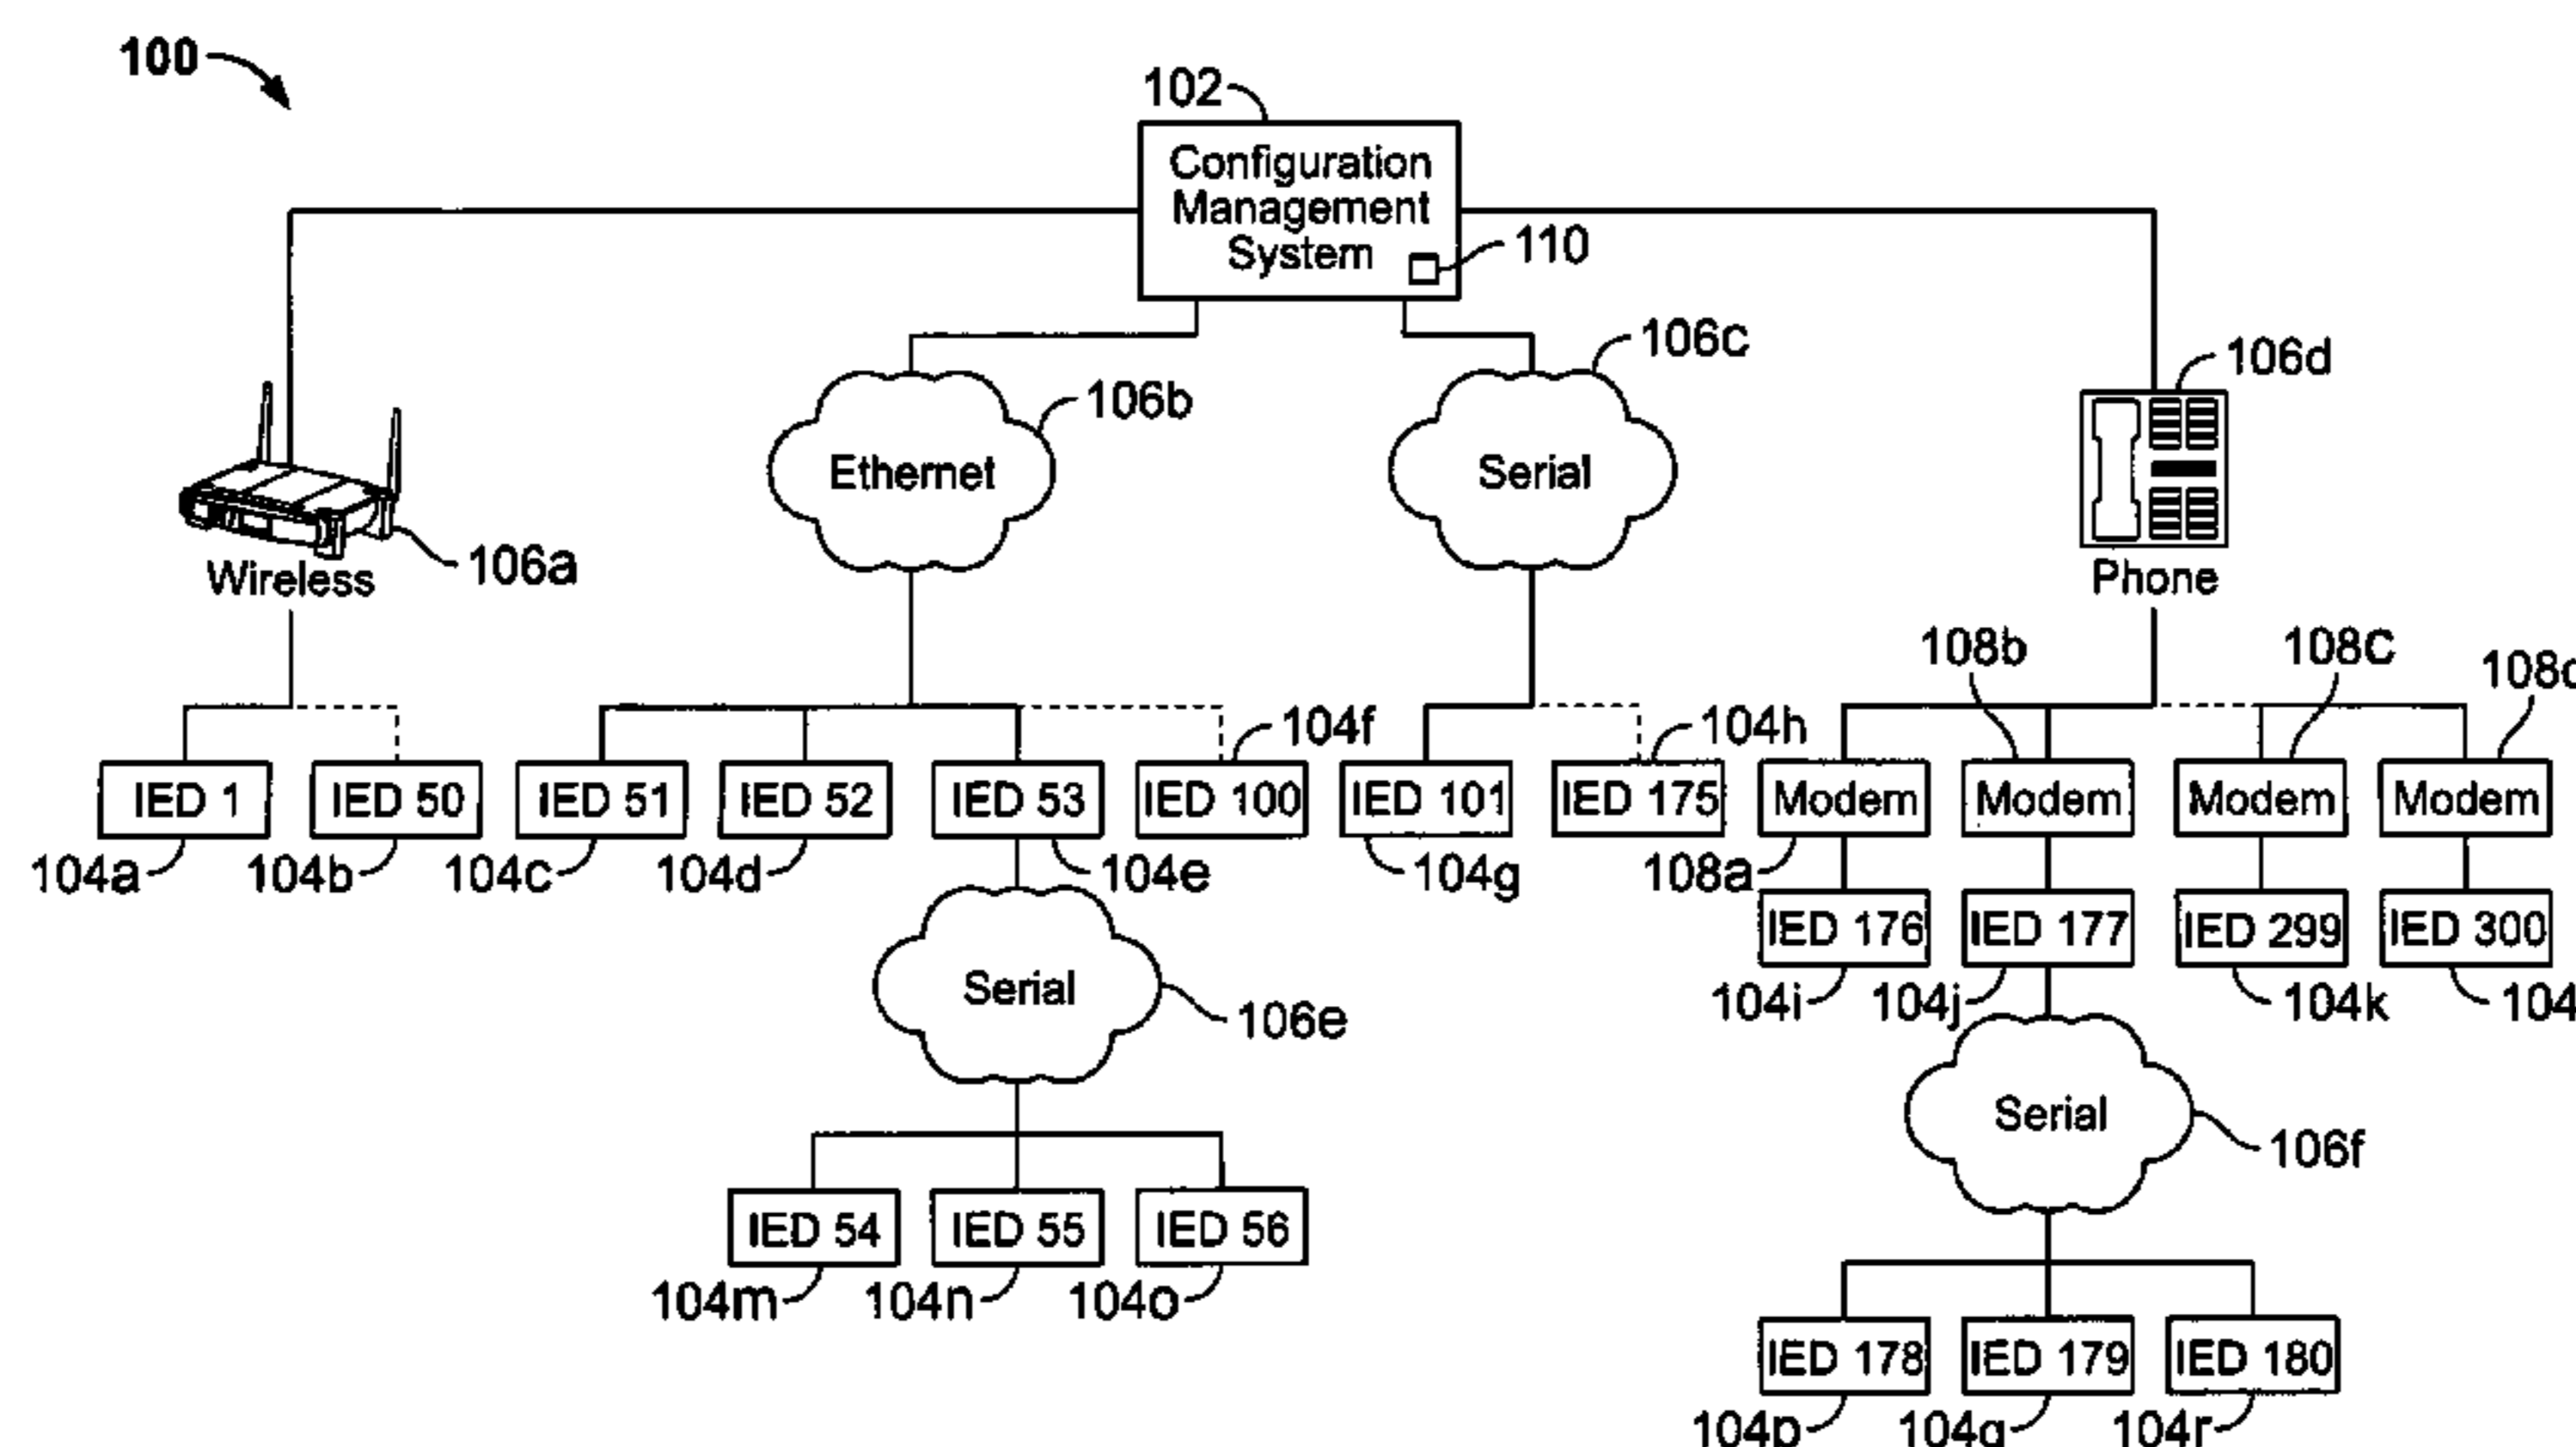 100
102
Configuration
Management
System
110
106c
106d
106b
Ethernet
Serial
106a
Wireless
Phone
108b
108C
104f
104h
IED 1
IED 50
IED 51
IED 52
IED 53
IED 100
IED 101
IED 175
Modem
Modem
Modem
Modem
104a
104b
104c
104d
104e
104g
108a
IED 176
IED 177
IED 299
IED 300
Serial
106e
104i
104j
104k
104
Serial
106f
IED 54
IED 55
IED 56
104m
104n
104o
IED 178
IED 179
IED 180
104p
104q
104r